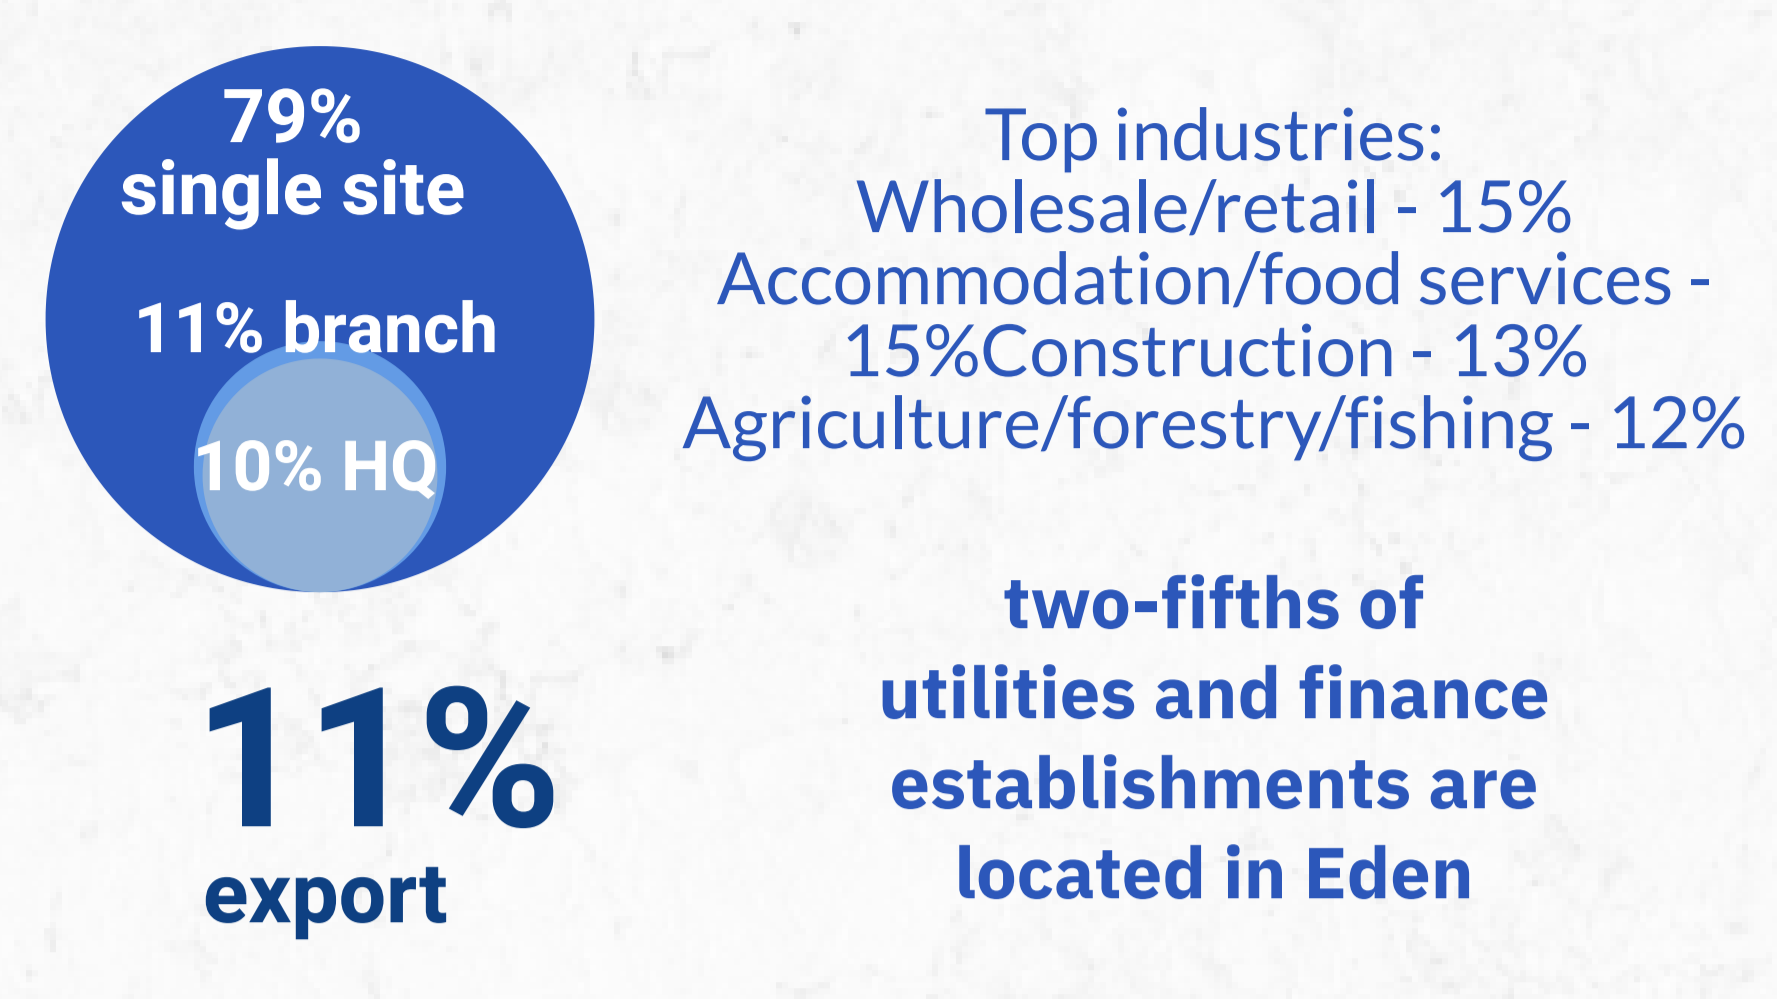 79%
single site
11% branch
10% HQ
11%
export
Top industries:
Wholesale/retail - 15%
Accommodation/food services -
15%Construction - 13%
Agriculture/forestry/fishing - 12%
two-fifths of
utilities and finance
establishments are
located in Eden